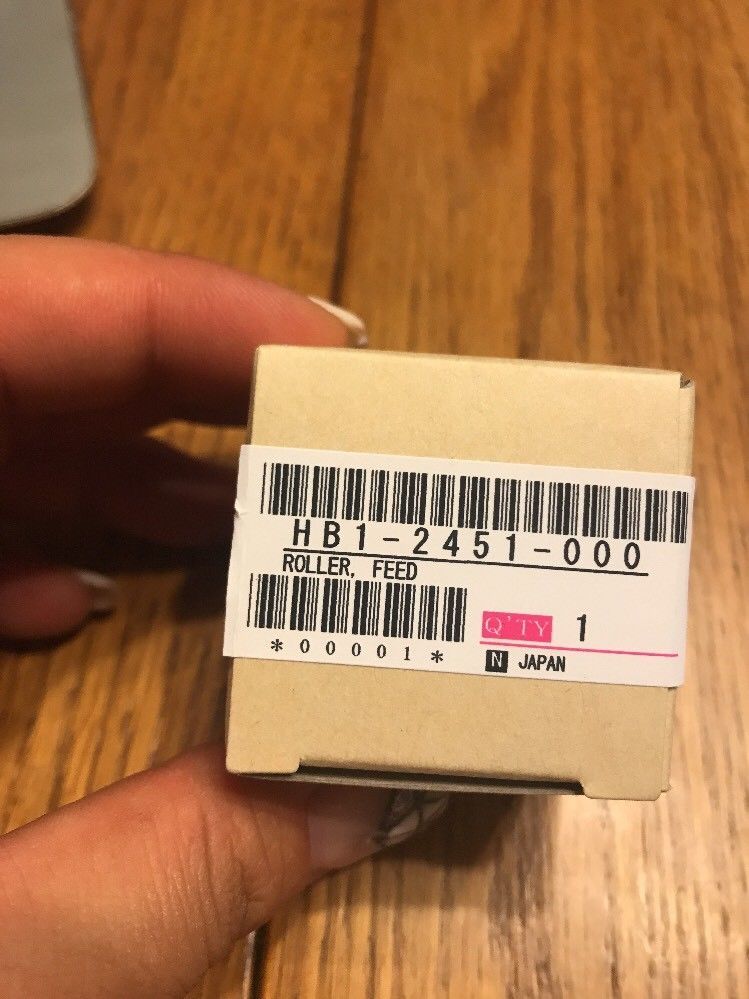 HB1-2451-000
ROLLER, FEED
Q'TY 1
*00001*
N JAPAN